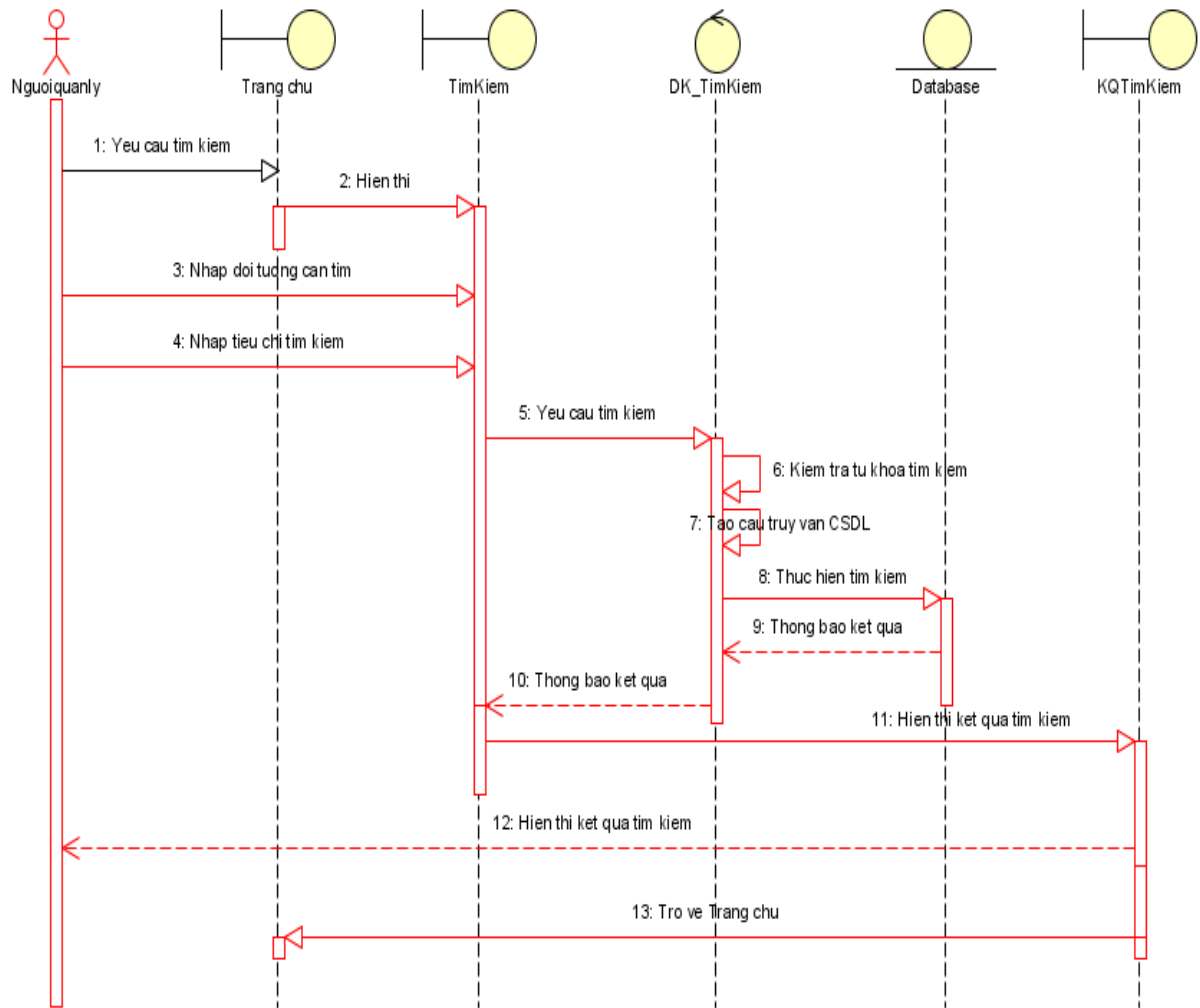 Nguoiquanly
Trang chu
TimKiem
DK_TimKiem
Database
KQTimKiem
1: Yeu cau tim kiem
2: Hien thi
3: Nhap doi tuong can tim
4: Nhap tieu chi tim kiem
5: Yeu cau tim kiem
6: Kiem tra tu khoa tim kiem
7: Tao cau truy van CSDL
8: Thuc hien tim kiem
9: Thong bao ket qua
10: Thong bao ket qua
11: Hien thi ket qua tim kiem
12: Hien thi ket qua tim kiem
13: Tro ve Trang chu